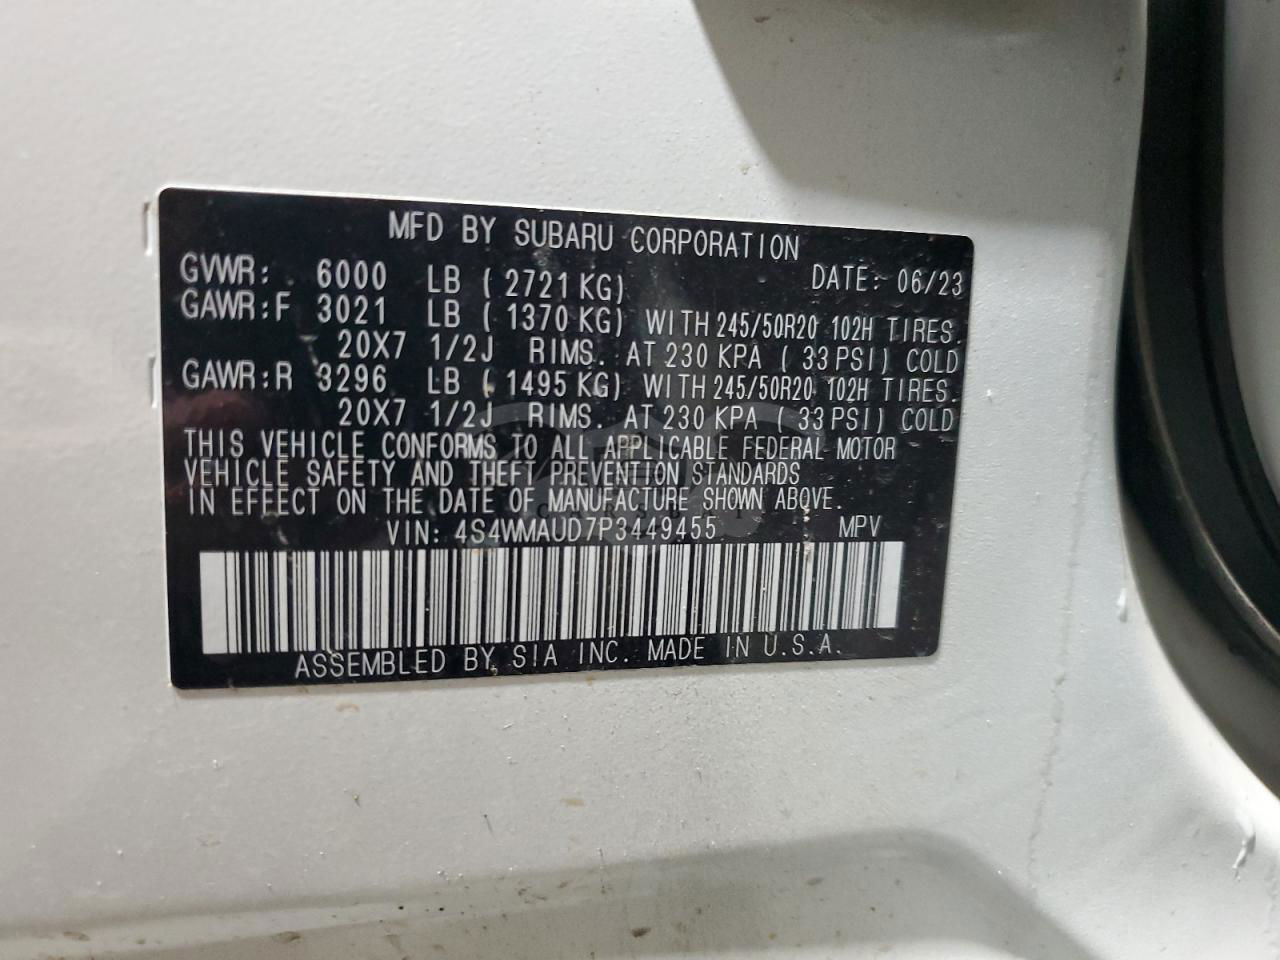 MFD BY SUBARU CORPORATION
GVWR: 6000 LB ( 2721 KG) DATE: 06/23
GAWR:F 3021 LB ( 1370 KG) WITH 245/50R20 102H TIRES.
20X7 1/2J RIMS. AT 230 KPA ( 33 PSI) COLD
GAWR:R 3296 LB ( 1495 KG) WITH 245/50R20 102H TIRES.
20X7 1/2J RIMS. AT 230 KPA ( 33 PSI) COLD
THIS VEHICLE CONFORMS TO ALL APPLICABLE FEDERAL MOTOR
VEHICLE SAFETY AND THEFT PREVENTION STANDARDS
IN EFFECT ON THE DATE OF MANUFACTURE SHOWN ABOVE.
VIN: 4S4WMAUD7P3449455 MPV
ASSEMBLED BY SIA INC. MADE IN U.S.A.